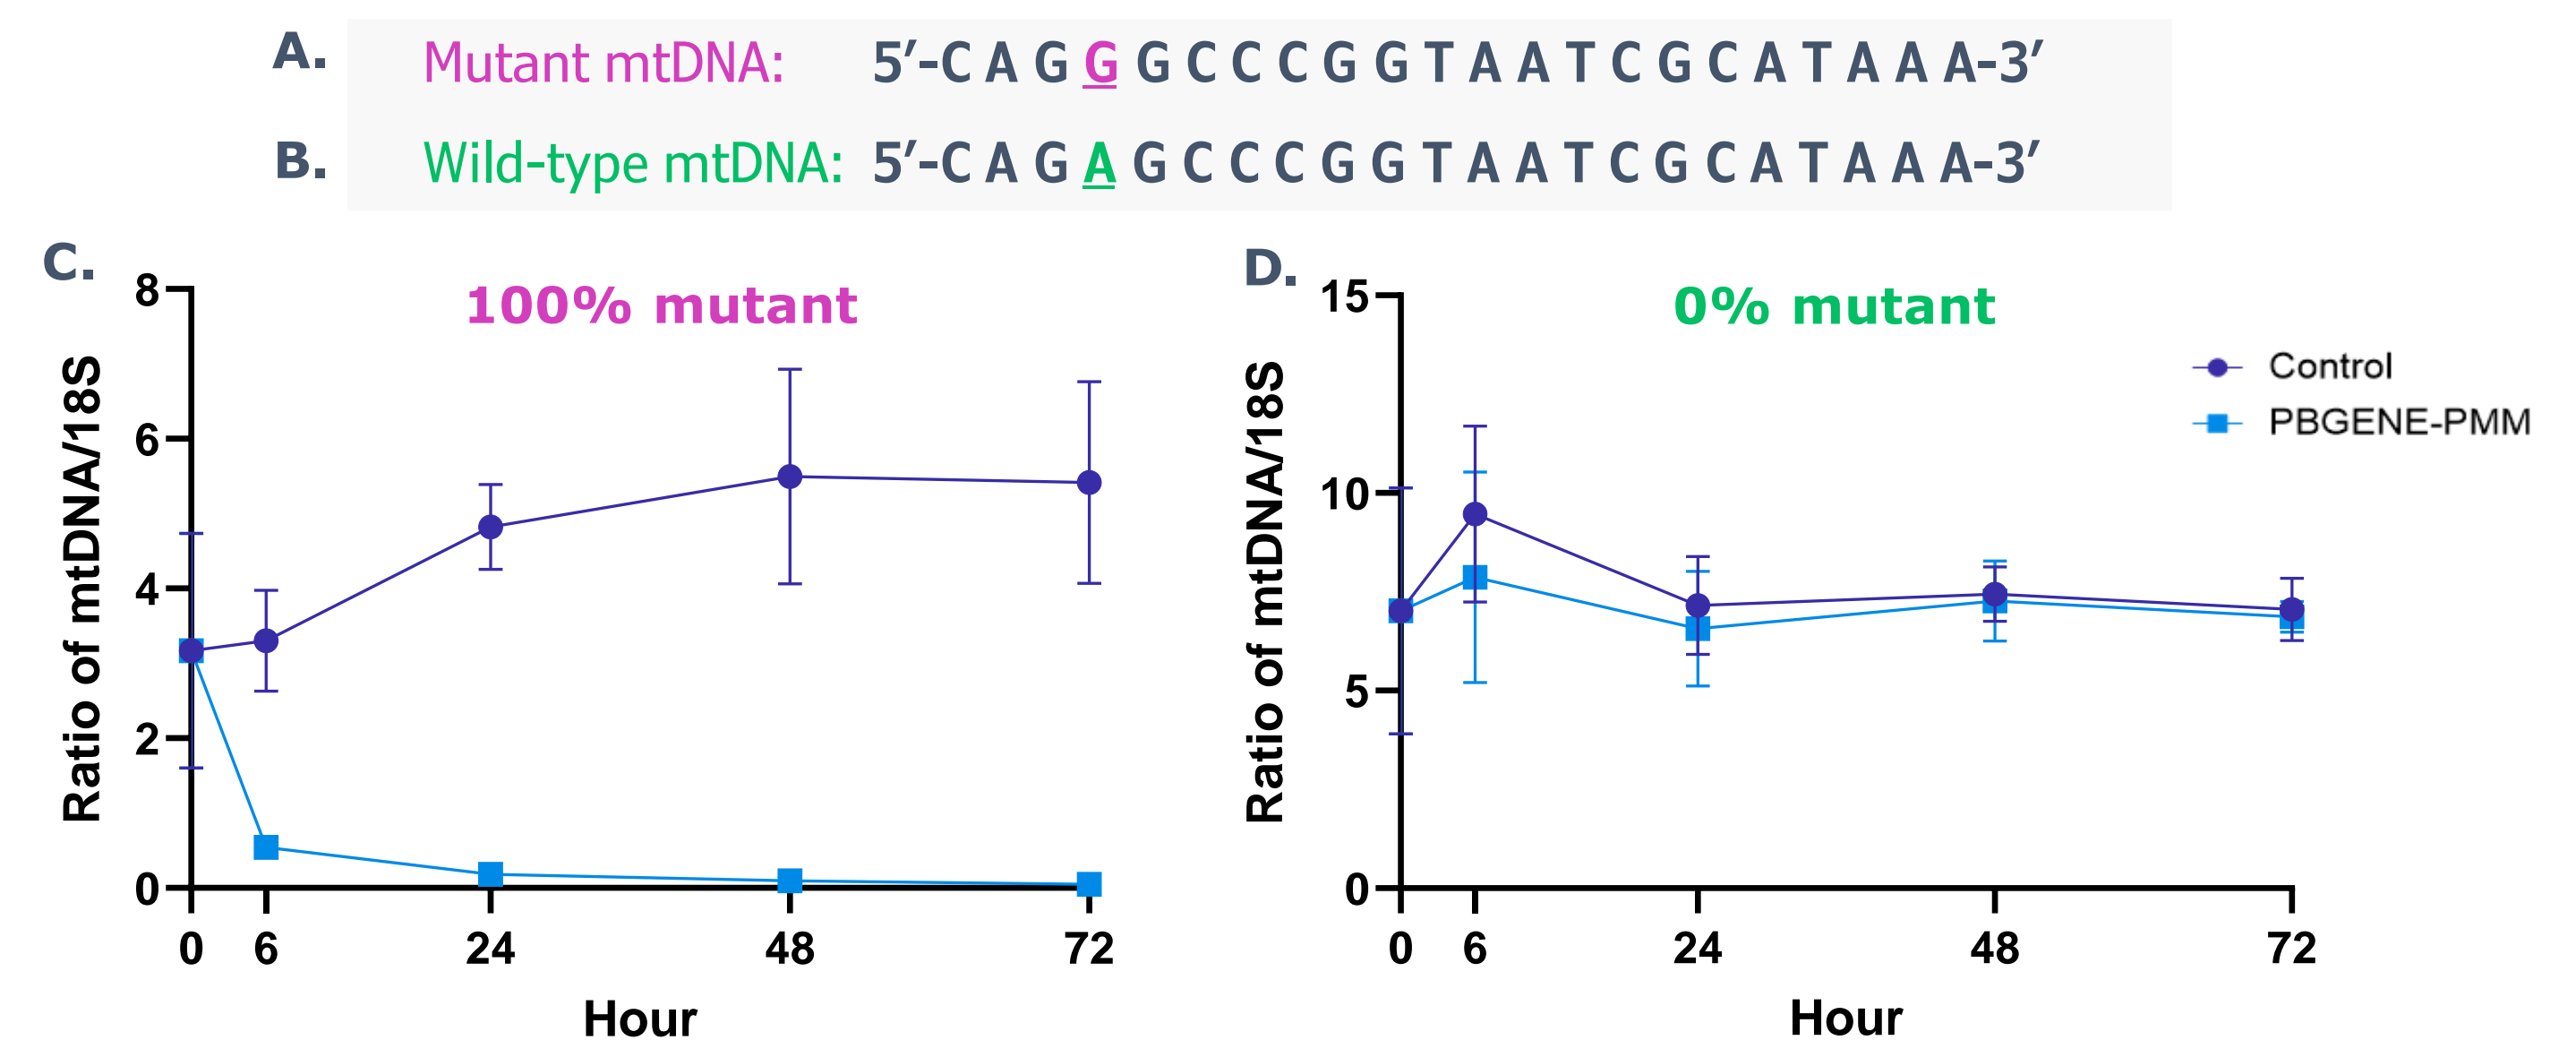 A. Mutant mtDNA: 5′-C A G G G C C C G G T A A T C G C A T A A A-3′
B. Wild-type mtDNA: 5′-C A G A G C C C G G T A A T C G C A T A A A-3′
C.
100% mutant
Ratio of mtDNA/18S
8
6
4
2
0
0 6 24 48 72
Hour
D.
0% mutant
Ratio of mtDNA/18S
15
10
5
0
0 6 24 48 72
Hour
Control
PBGENE-PMM